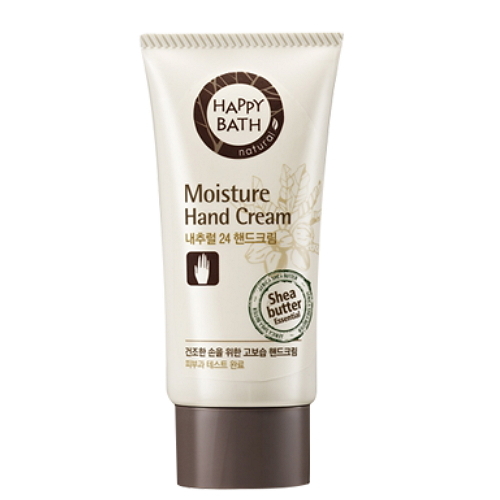 HAPPY
BATH
natural
Moisture
Hand Cream
내추럴 24 핸드크림
Shea
butter
Essential
건조한 손을 위한 고보습 핸드크림
피부과 테스트 완료